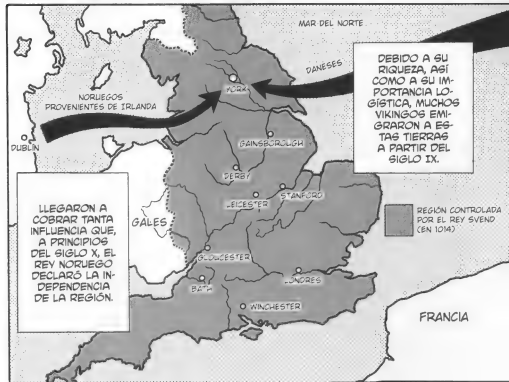 MAR DEL NORTE
DANESES
DEBIDO A SU
RIQUEZA, ASÍ
COMO A SU IM-
PORTANCIA LO-
GÍSTICA, MUCHOS
VIKINGOS EMI-
GRARON A ES-
TAS TIERRAS
A PARTIR DEL
SIGLO IX.
NORUEGOS
PROVENIENTES DE IRLANDA
YORK
DUBLÍN
GAINSBOROUGH
DERBY
LEICESTER
STANFORD
LLEGARON A
COBRAR TANTA
INFLUENCIA QUE,
A PRINCIPIOS
DEL SIGLO X, EL
REY NORUEGO
DECLARÓ LA IN-
DEPENDENCIA
DE LA REGIÓN.
GALES
REGIÓN CONTROLADA
POR EL REY SVEND
(EN 1014)
GLOUCESTER
BATH
LONDRES
WINCHESTER
FRANCIA